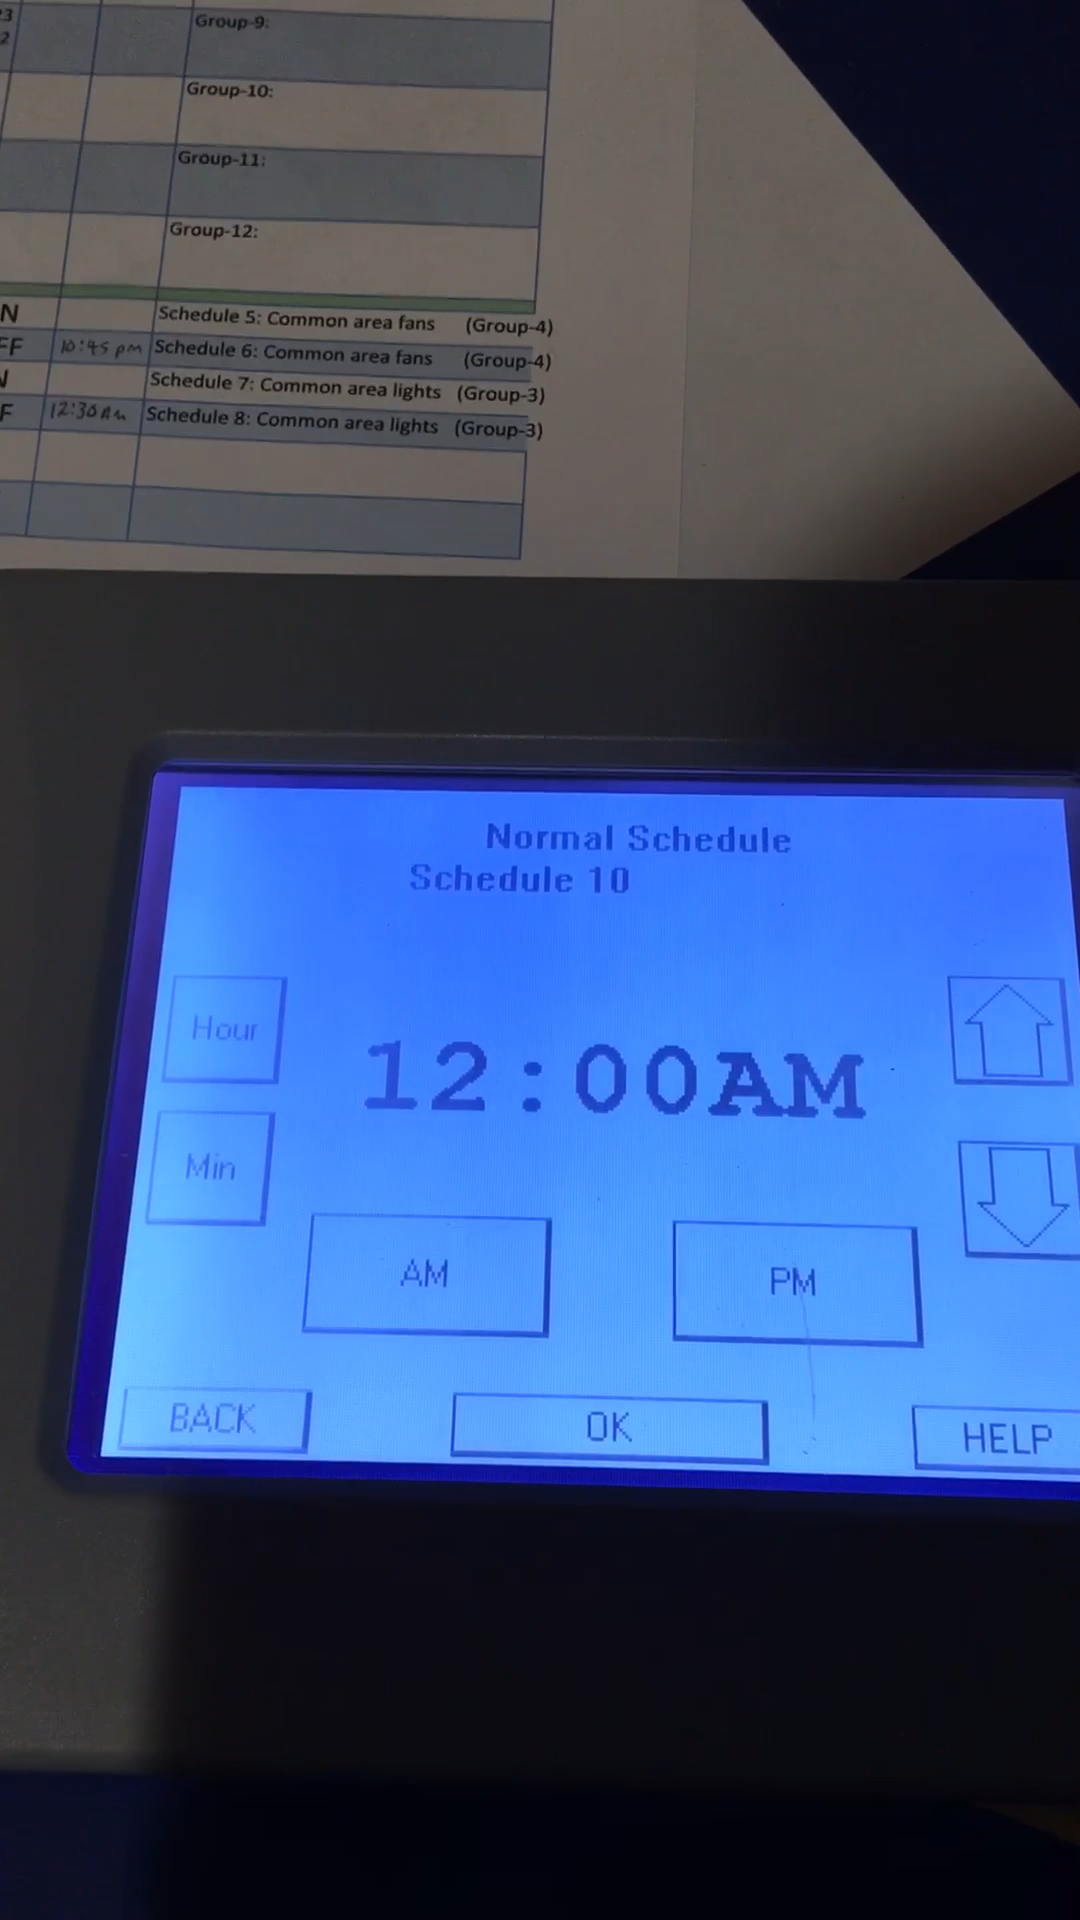 Group-9:
Group-10:
Group-11:
Group-12:
Schedule 5: Common area fans (Group-4)
10:45 pm Schedule 6: Common area fans (Group-4)
Schedule 7: Common area lights (Group-3)
12:30 AM Schedule 8: Common area lights (Group-3)
Normal Schedule
Schedule 10
Hour
12:00AM
Min
AM PM
BACK OK HELP